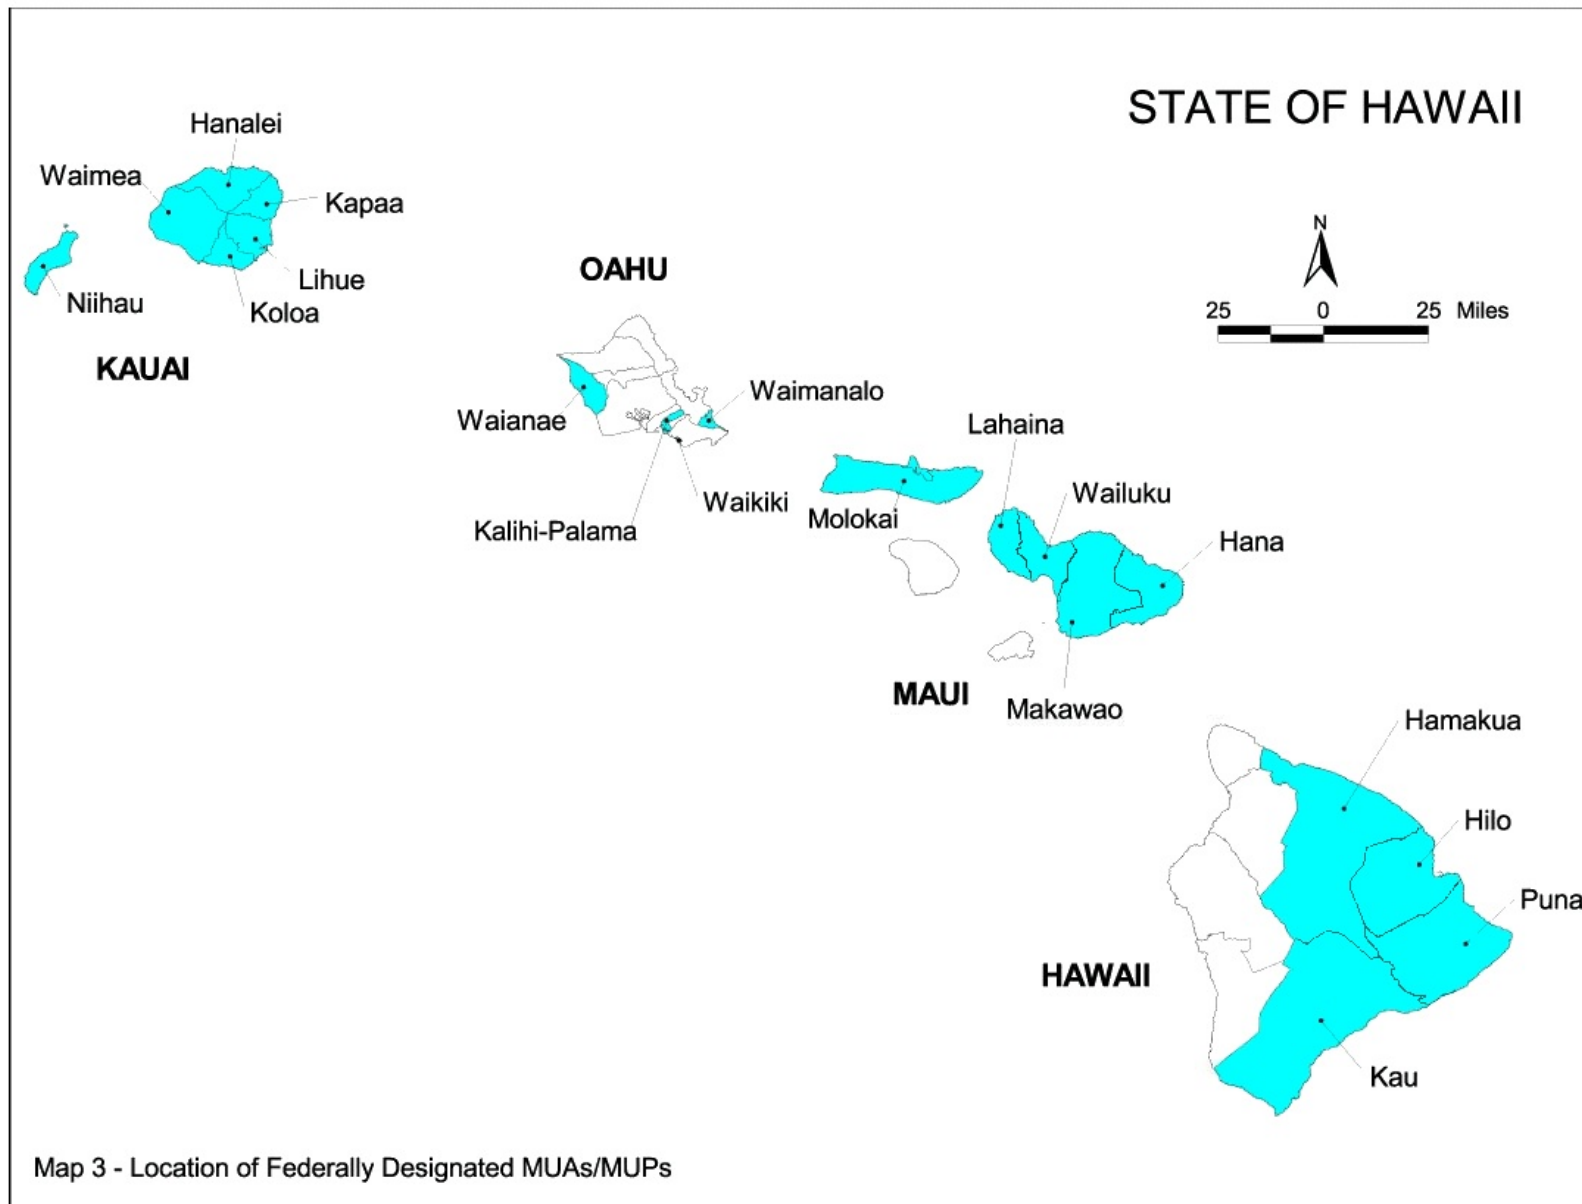 STATE OF HAWAII
Hanalei
Waimea
Kapaa
Lihue
Niihau
Koloa
KAUAI
N
25 0 25 Miles
OAHU
Waianae
Waimanalo
Waikiki
Kalihi-Palama
Lahaina
Wailuku
Molokai
Hana
MAUI
Makawao
Hamakua
Hilo
Puna
HAWAII
Kau
Map 3 - Location of Federally Designated MUAs/MUPs